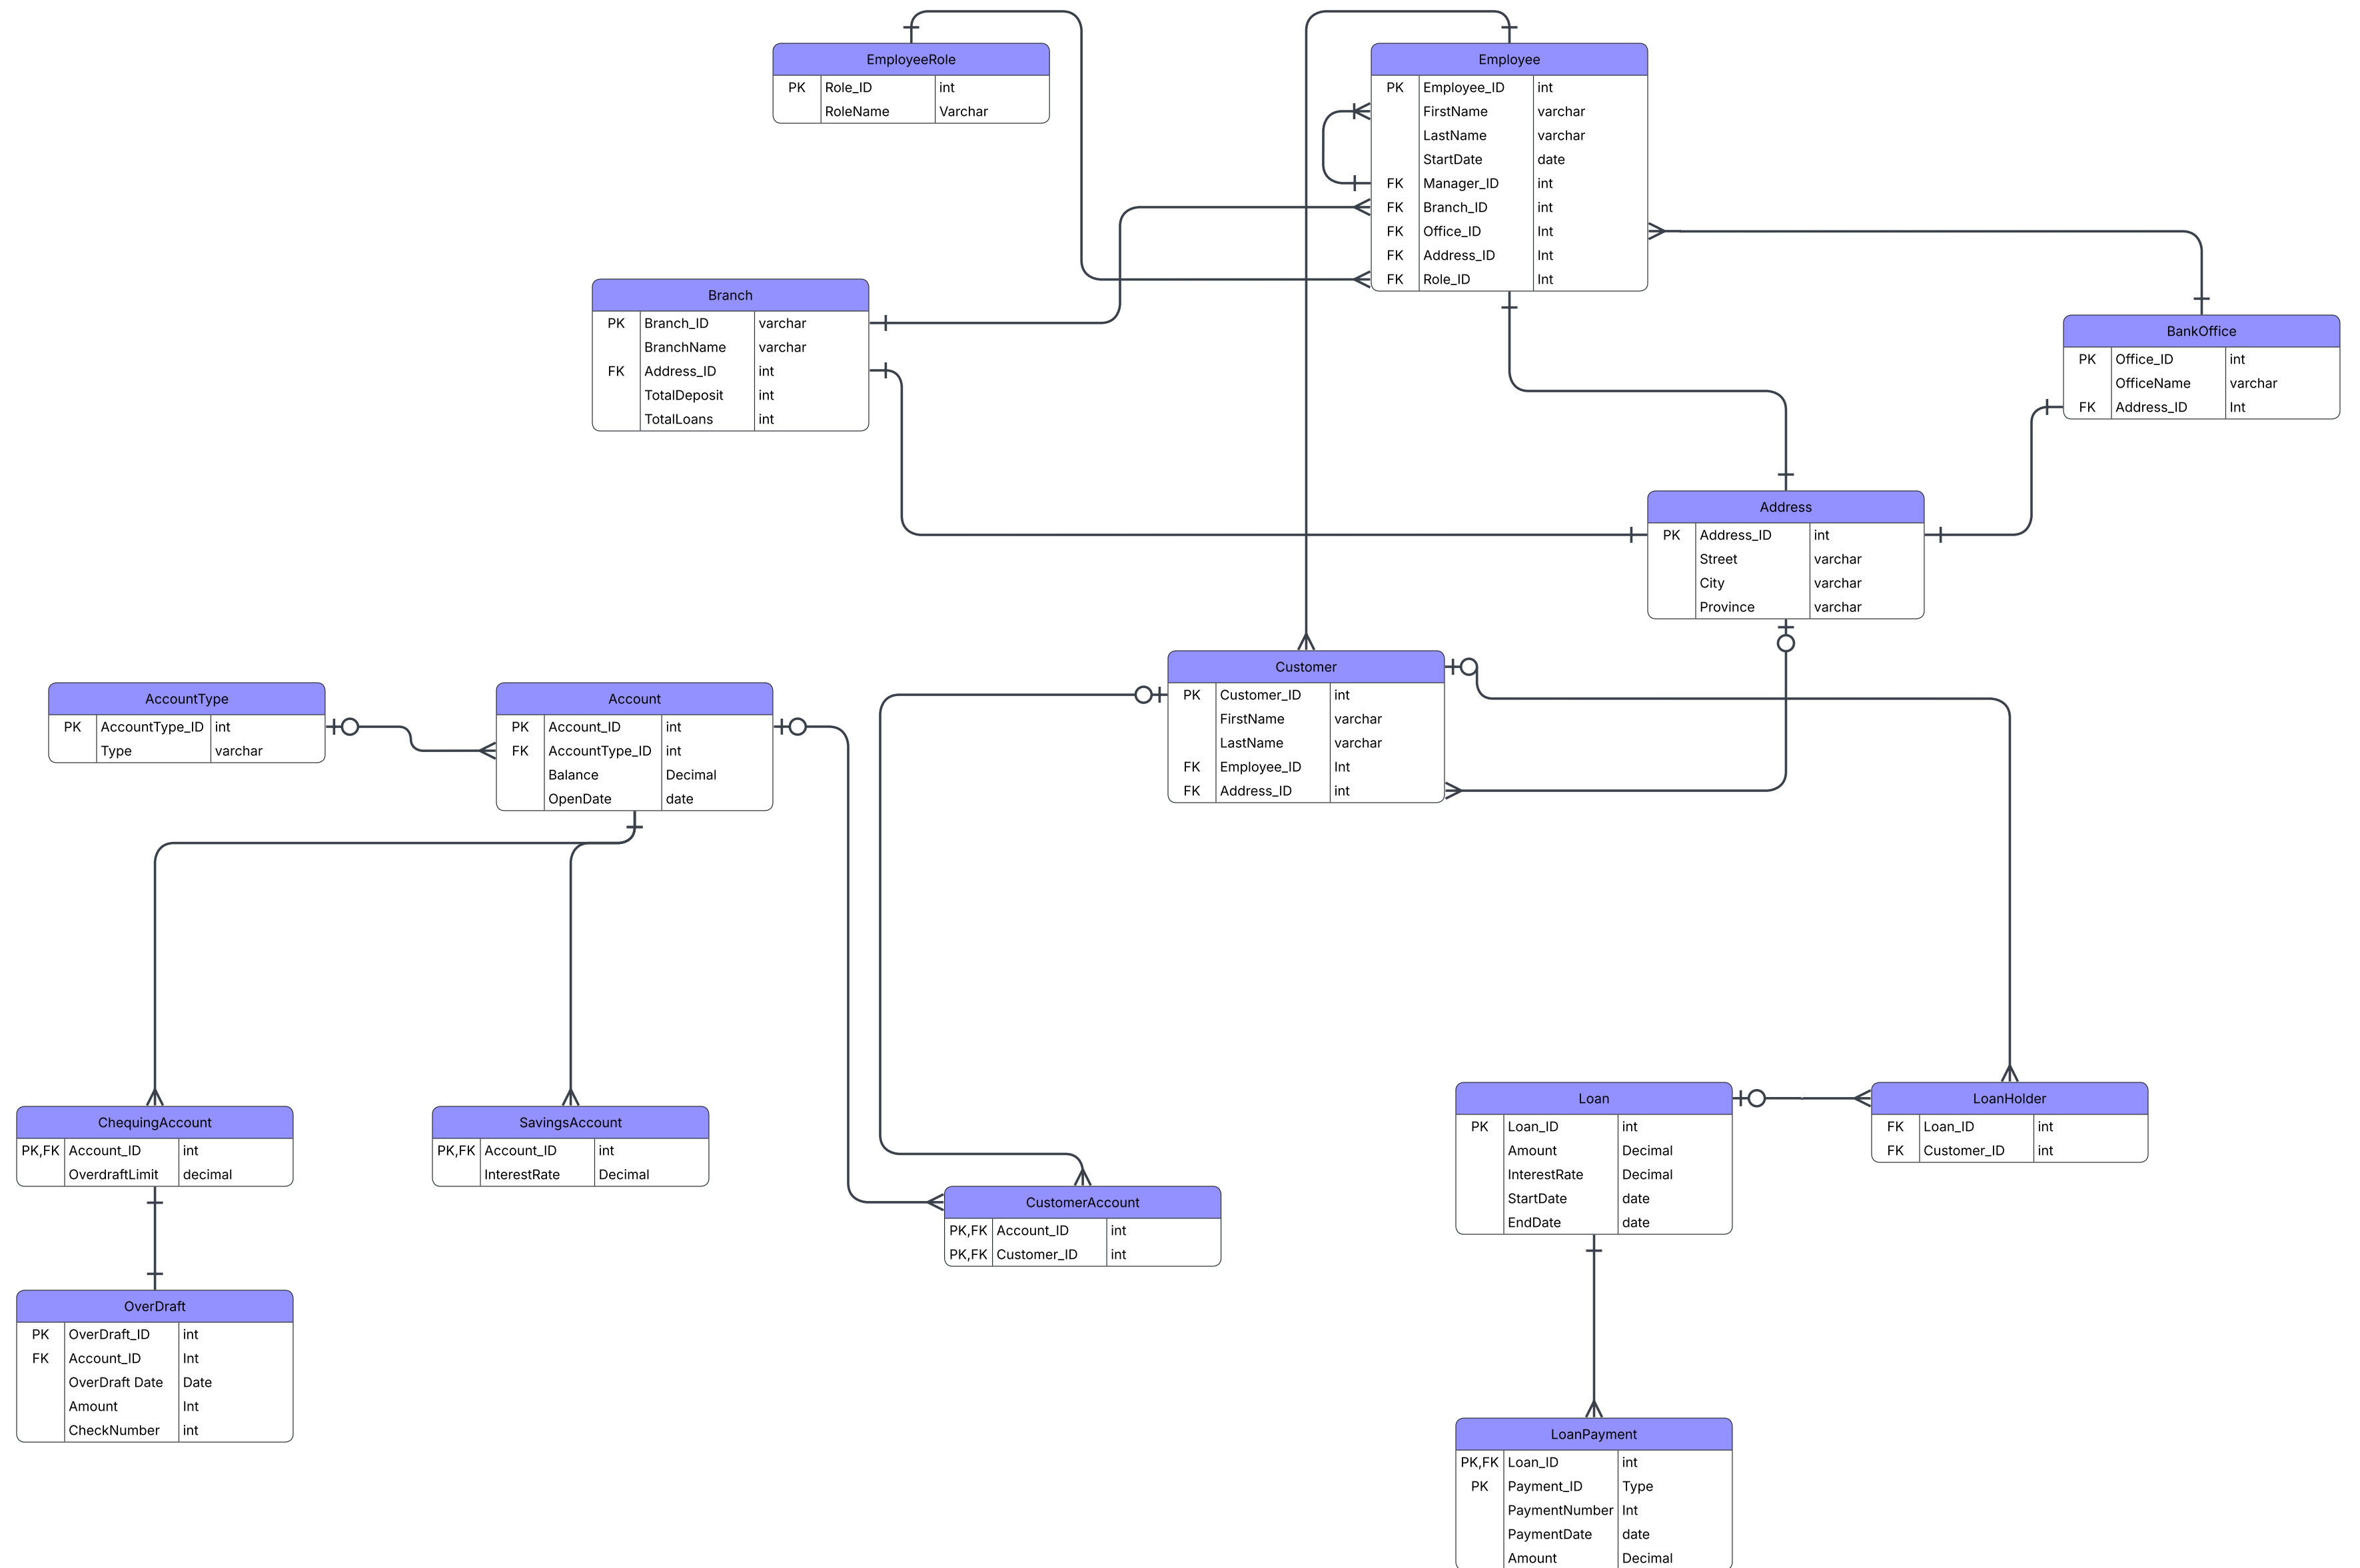 EmployeeRole
PK Role_ID int
RoleName Varchar
Employee
PK Employee_ID int
FirstName varchar
LastName varchar
StartDate date
FK Manager_ID int
FK Branch_ID int
FK Office_ID Int
FK Address_ID Int
FK Role_ID Int
Branch
PK Branch_ID varchar
BranchName varchar
FK Address_ID int
TotalDeposit int
TotalLoans int
BankOffice
PK Office_ID int
OfficeName varchar
FK Address_ID Int
Address
PK Address_ID int
Street varchar
City varchar
Province varchar
Customer
PK Customer_ID int
FirstName varchar
LastName varchar
FK Employee_ID Int
FK Address_ID int
AccountType
PK AccountType_ID int
Type varchar
Account
PK Account_ID int
FK AccountType_ID int
Balance Decimal
OpenDate date
ChequingAccount
PK,FK Account_ID int
OverdraftLimit decimal
SavingsAccount
PK,FK Account_ID int
InterestRate Decimal
CustomerAccount
PK,FK Account_ID int
PK,FK Customer_ID int
Loan
PK Loan_ID int
Amount Decimal
InterestRate Decimal
StartDate date
EndDate date
LoanHolder
FK Loan_ID int
FK Customer_ID int
OverDraft
PK OverDraft_ID int
FK Account_ID Int
OverDraft Date Date
Amount Int
CheckNumber int
LoanPayment
PK,FK Loan_ID int
PK Payment_ID Type
PaymentNumber Int
PaymentDate date
Amount Decimal